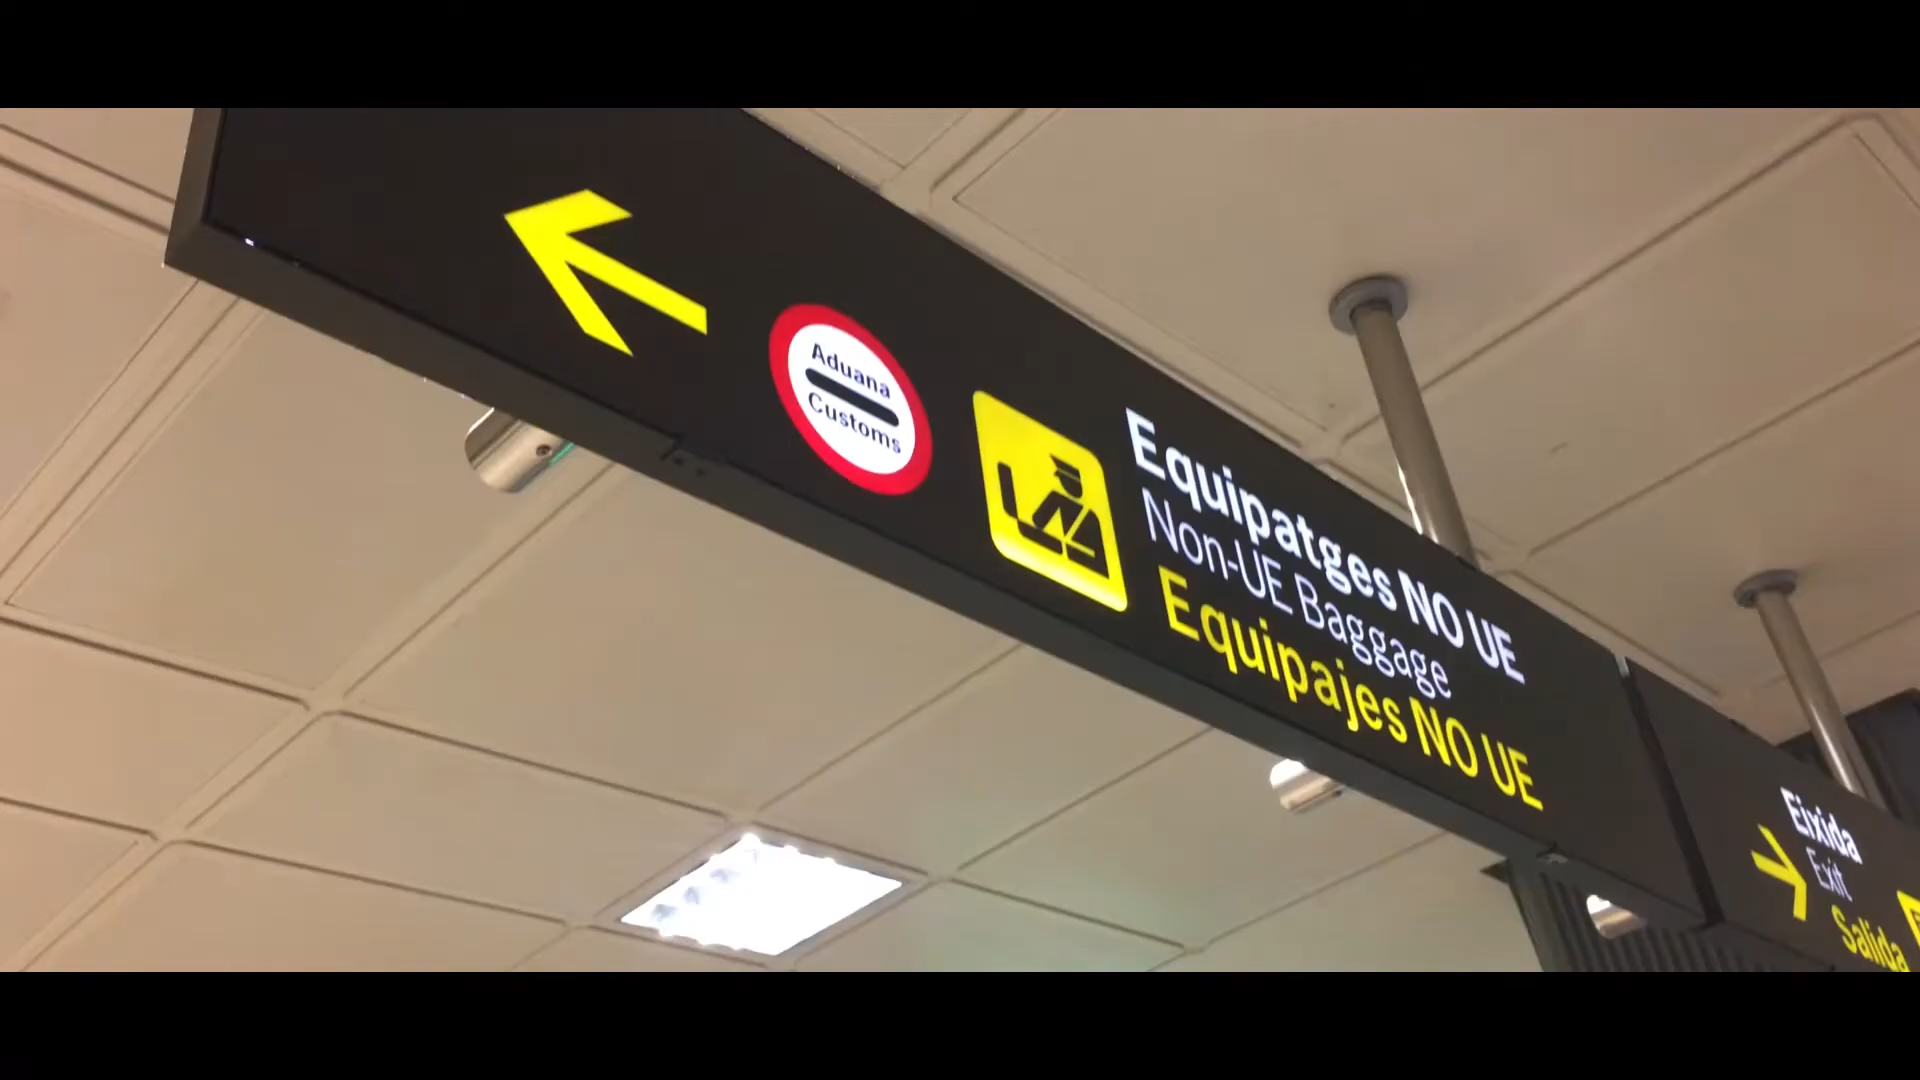 Aduana
Customs
Equipatges NO UE
Non-UE Baggage
Equipajes NO UE
Eixida
Exit
Salida